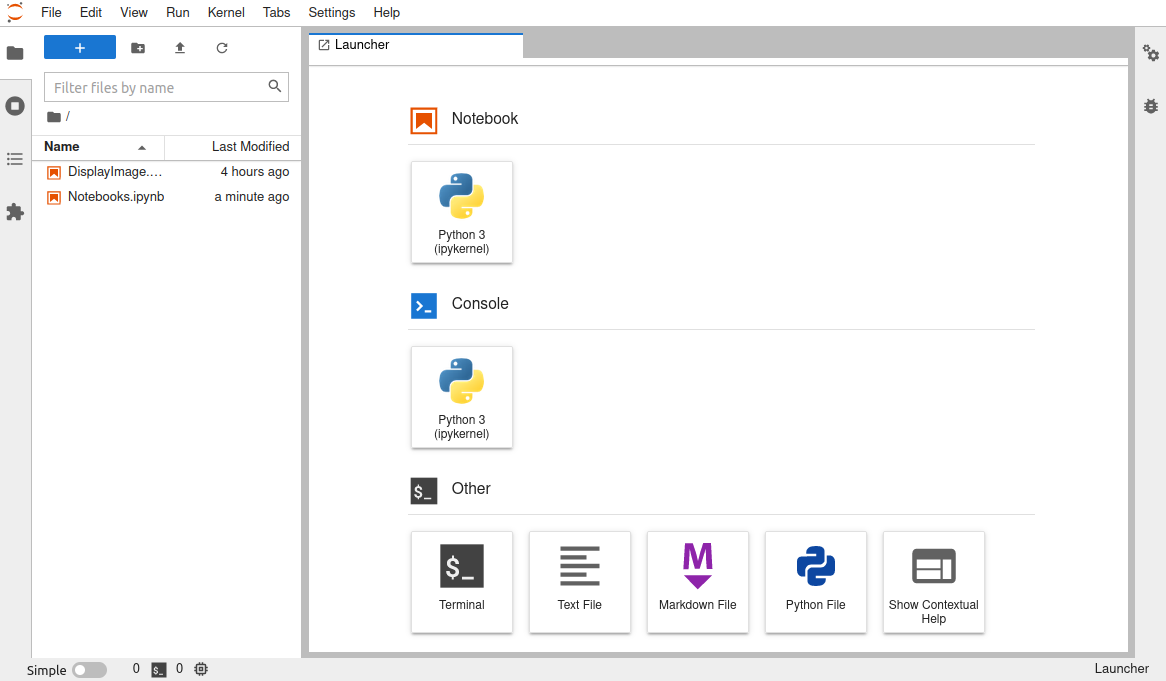 File Edit View Run Kernel Tabs Settings Help
+
Filter files by name
/
Name Last Modified
DisplayImage.… 4 hours ago
Notebooks.ipynb a minute ago
Launcher
Notebook
Python 3
(ipykernel)
Console
Python 3
(ipykernel)
$_ Other
$_
Terminal
Text File
M
Markdown File
Python File
Show Contextual
Help
Simple 0 $_ 0 Launcher